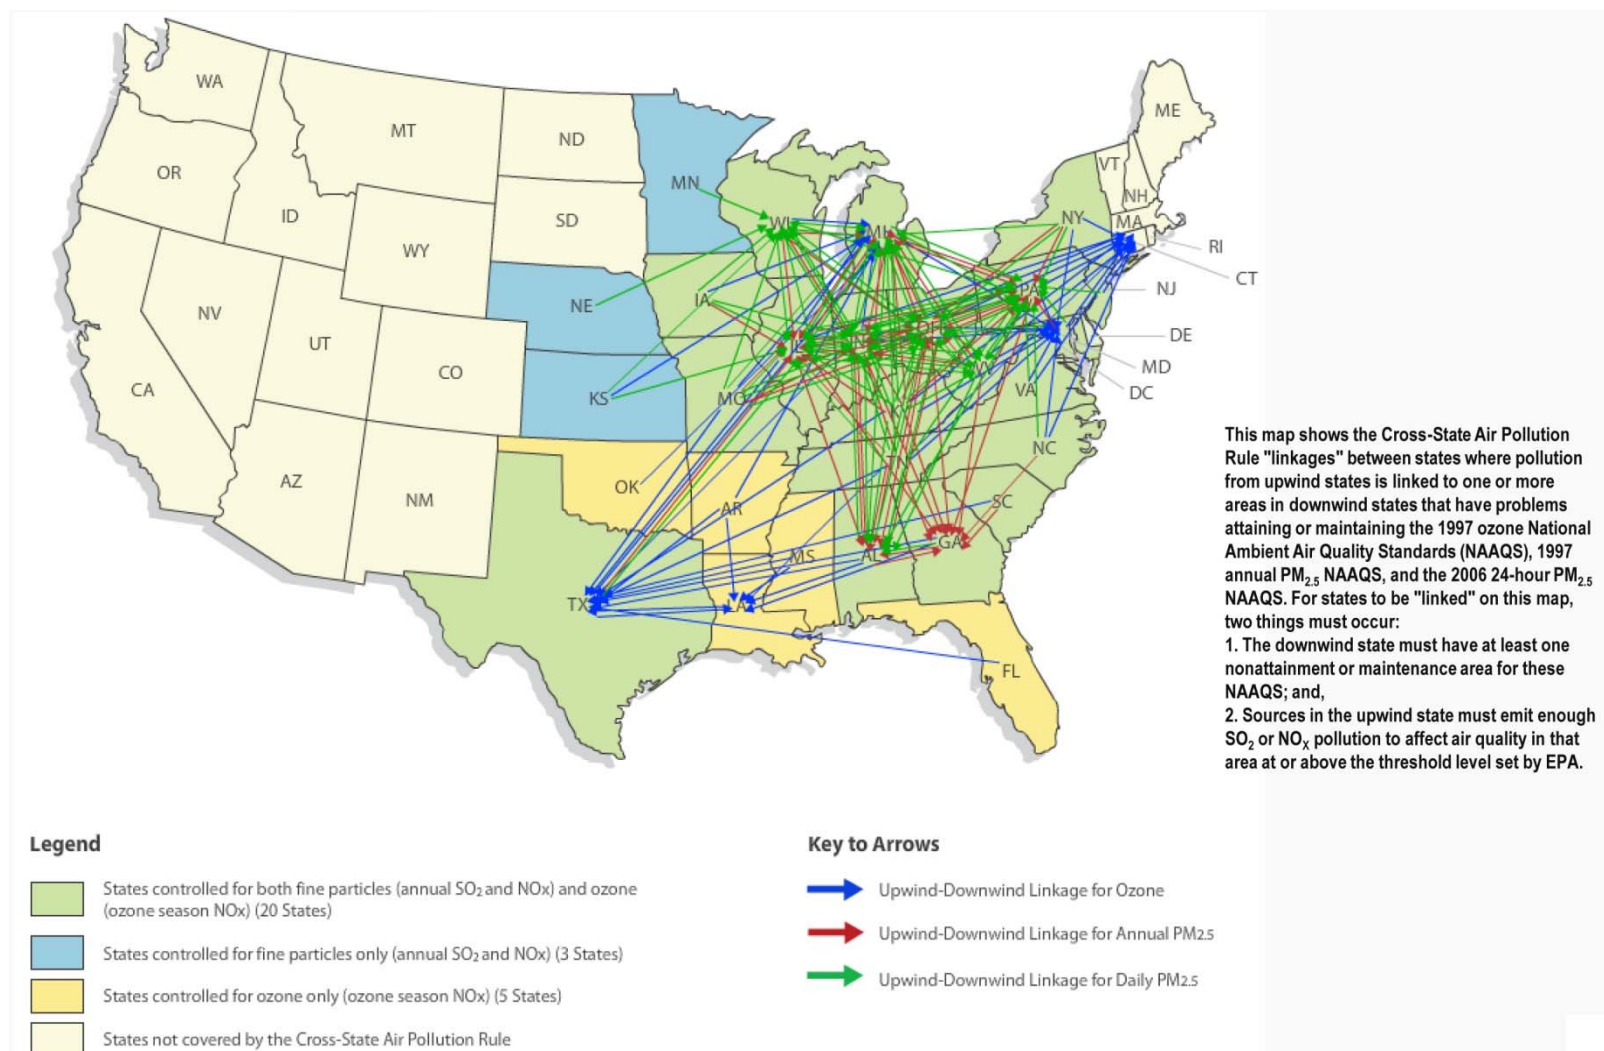 WA
OR
CA
NV
ID
MT
WY
UT
AZ
CO
NM
ND
SD
NE
KS
OK
TX
MN
IA
MO
AR
LA
WI
MI
MS
AL
GA
FL
SC
NC
TN
VA
WV
PA
NY
VT
NH
ME
MA
RI
CT
NJ
DE
MD
DC
This map shows the Cross-State Air Pollution
Rule "linkages" between states where pollution
from upwind states is linked to one or more
areas in downwind states that have problems
attaining or maintaining the 1997 ozone National
Ambient Air Quality Standards (NAAQS), 1997
annual PM2.5 NAAQS, and the 2006 24-hour PM2.5
NAAQS. For states to be "linked" on this map,
two things must occur:
1. The downwind state must have at least one
nonattainment or maintenance area for these
NAAQS; and,
2. Sources in the upwind state must emit enough
SO2 or NOX pollution to affect air quality in that
area at or above the threshold level set by EPA.
Legend
States controlled for both fine particles (annual SO2 and NOx) and ozone
(ozone season NOx) (20 States)
States controlled for fine particles only (annual SO2 and NOx) (3 States)
States controlled for ozone only (ozone season NOx) (5 States)
States not covered by the Cross-State Air Pollution Rule
Key to Arrows
Upwind-Downwind Linkage for Ozone
Upwind-Downwind Linkage for Annual PM2.5
Upwind-Downwind Linkage for Daily PM2.5